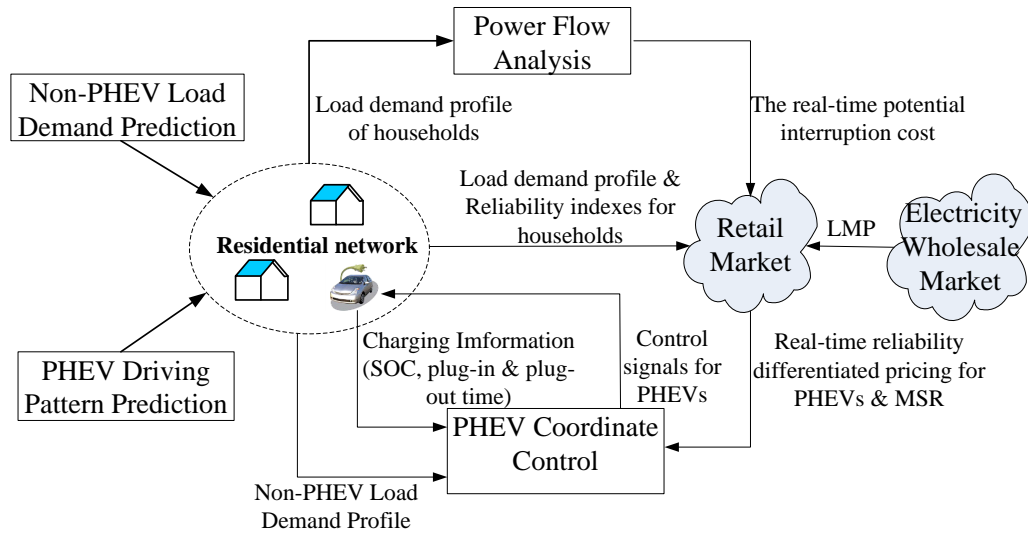 Power Flow
Analysis
Non-PHEV Load
Demand Prediction
Load demand profile
of households
The real-time potential
interruption cost
Load demand profile &
Reliability indexes for
households
Residential network
Retail
Market
LMP
Electricity
Wholesale
Market
PHEV Driving
Pattern Prediction
Charging Imformation
(SOC, plug-in & plug-
out time)
Control
signals for
PHEVs
Real-time reliability
differentiated pricing for
PHEVs & MSR
PHEV Coordinate
Control
Non-PHEV Load
Demand Profile